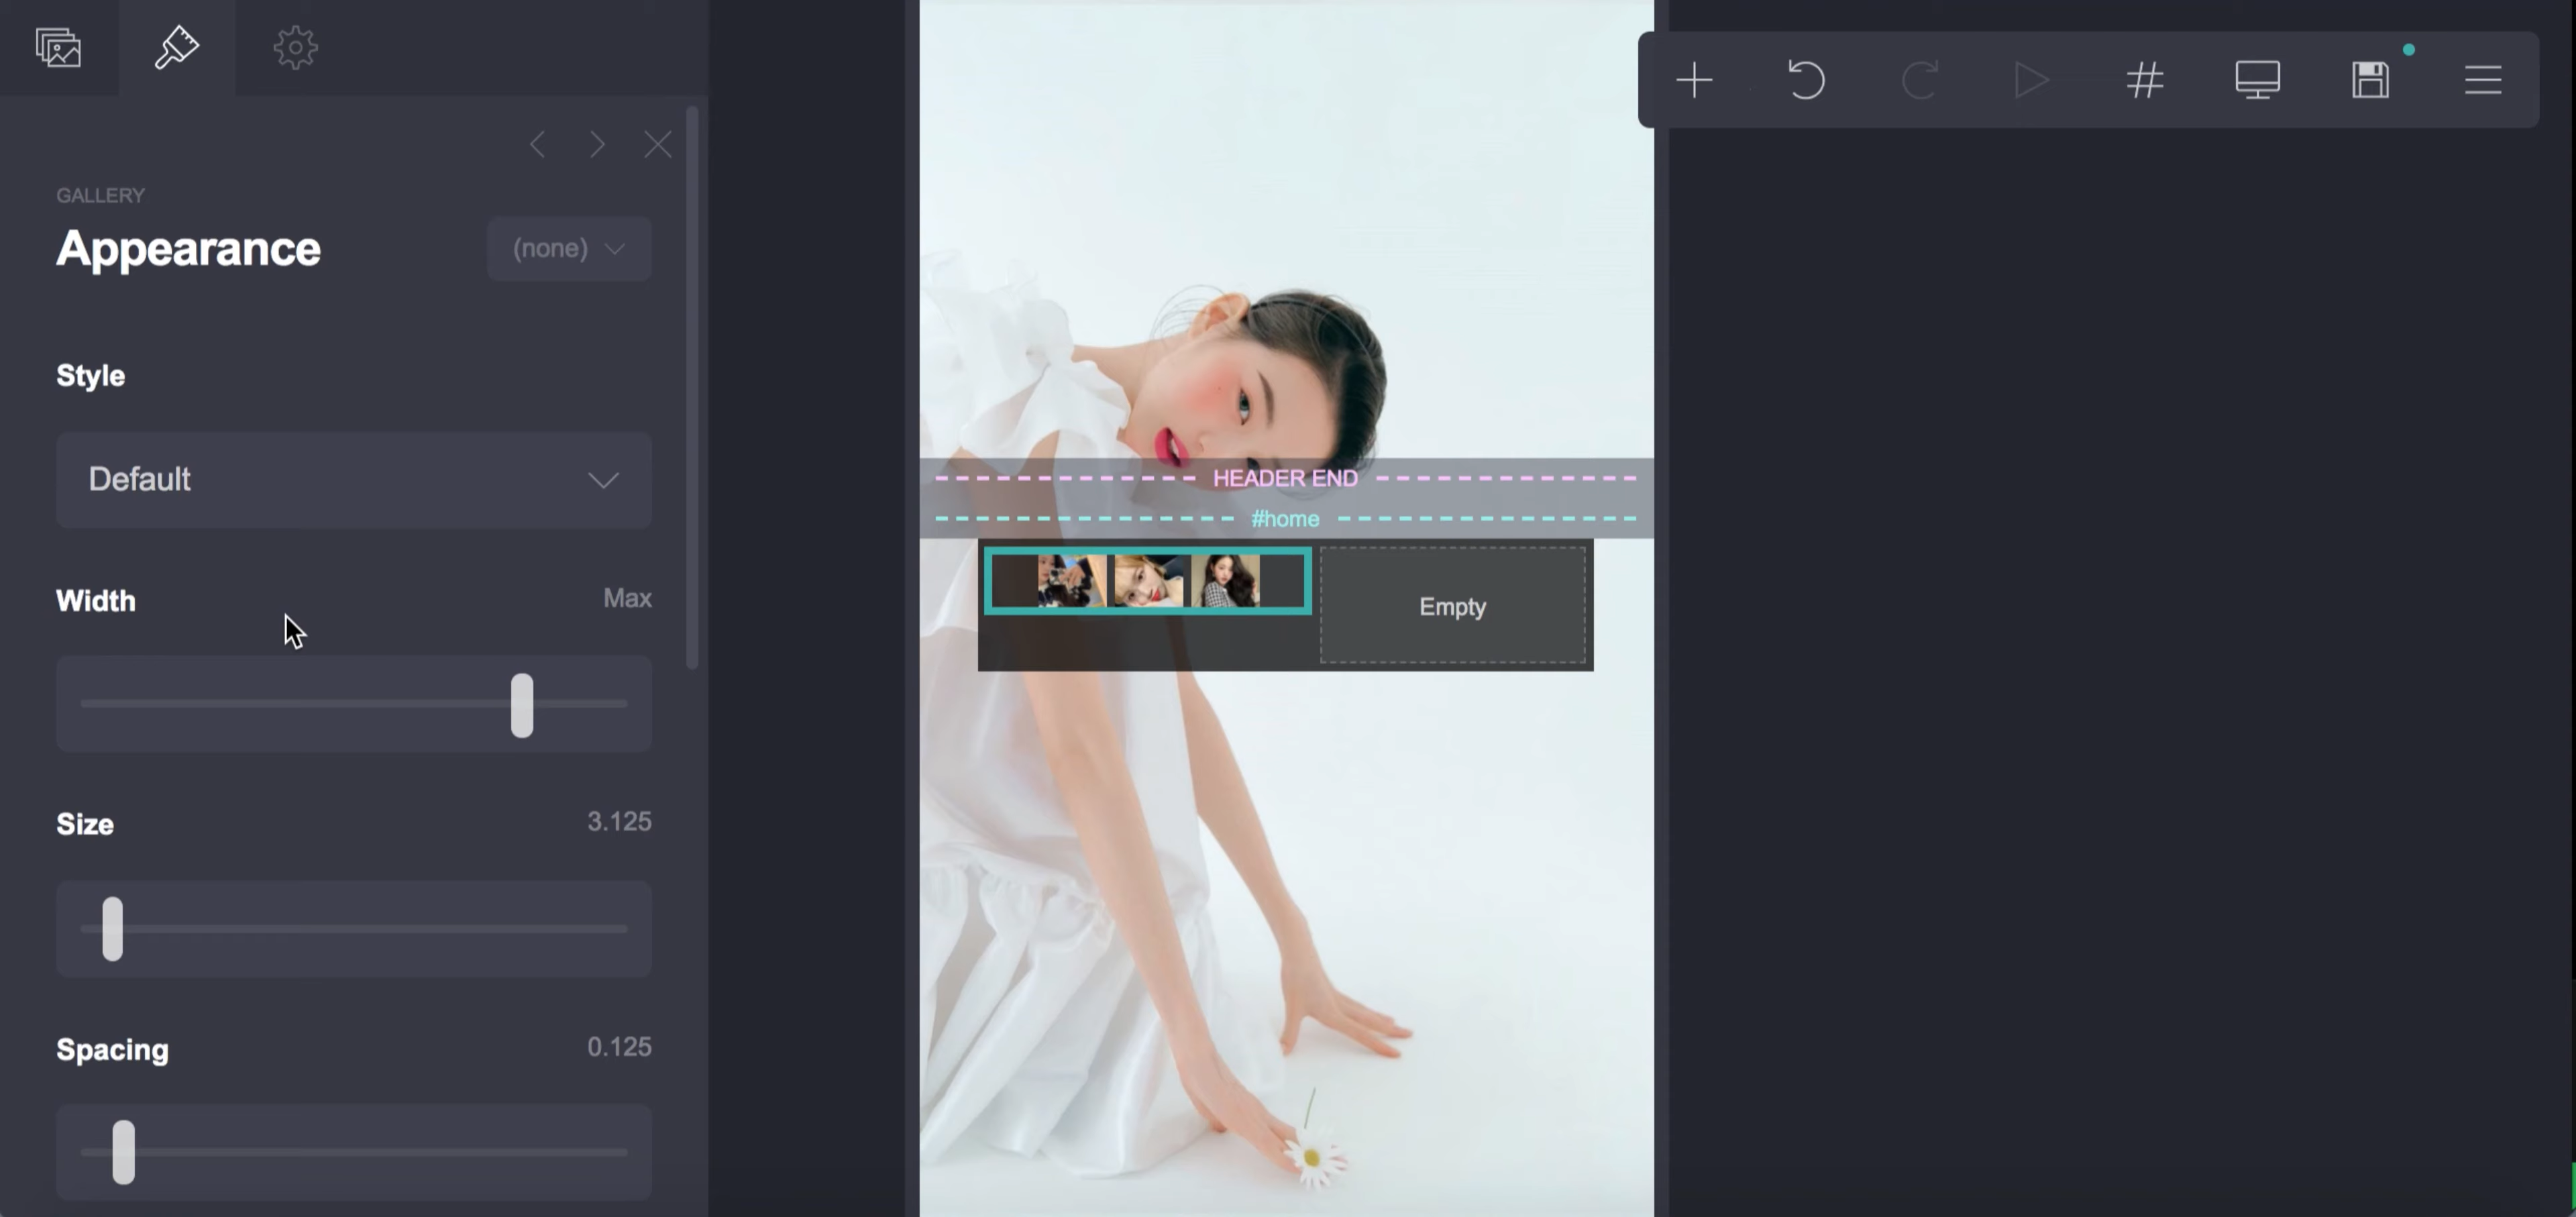 GALLERY
Appearance
(none)
Style
Default
Width
Max
Size
3.125
Spacing
0.125
HEADER END
#home
Empty